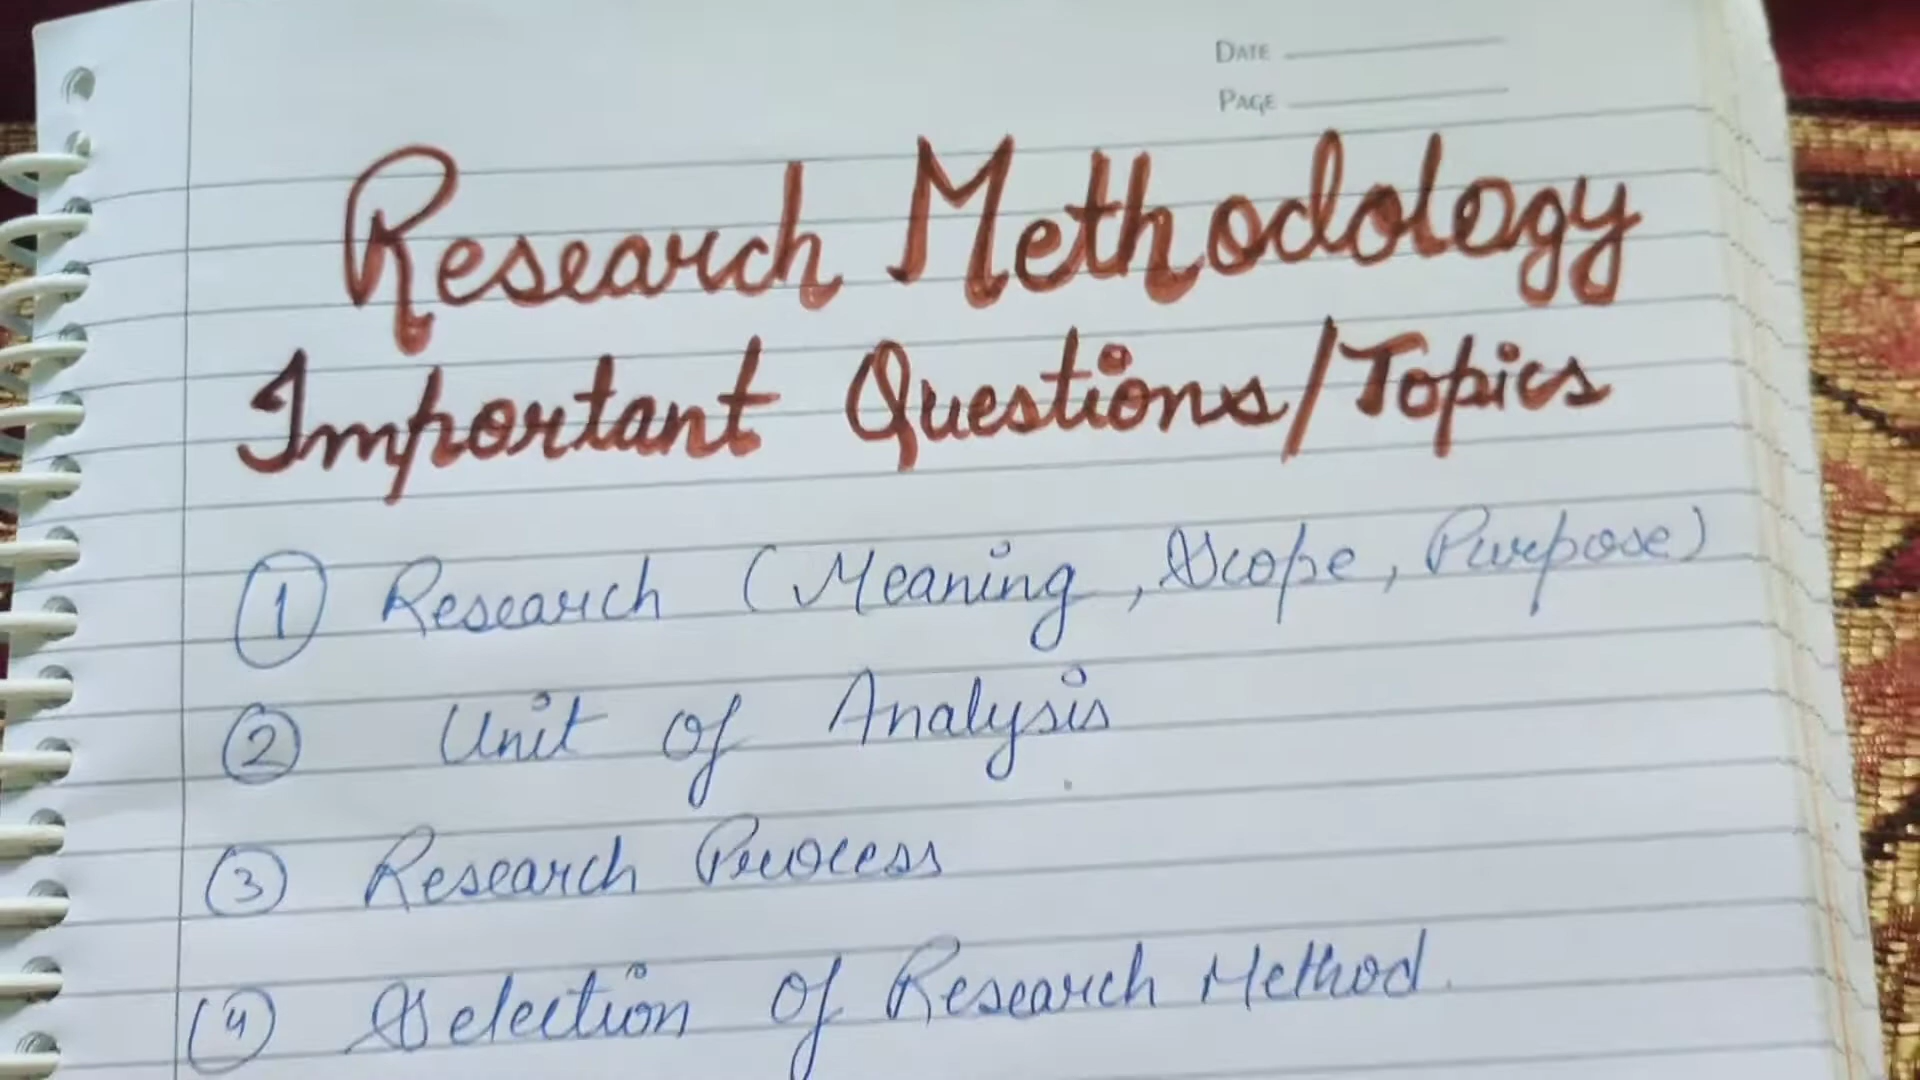 DATE
PAGE
Research Methodology
Important Questions/Topics
① Research (Meaning, Scope, Purpose)
② Unit of Analysis
③ Research Process
④ Selection of Research Method.